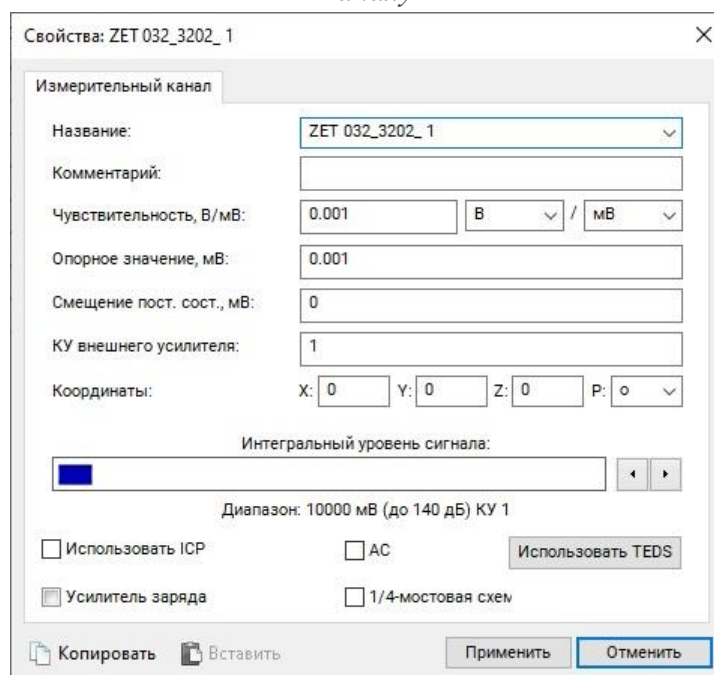 Свойства: ZET 032_3202_ 1
Измерительный канал
Название: ZET 032_3202_ 1
Комментарий:
Чувствительность, В/мВ: 0.001 В / мВ
Опорное значение, мВ: 0.001
Смещение пост. сост., мВ: 0
КУ внешнего усилителя: 1
Координаты: X: 0 Y: 0 Z: 0 P: о
Интегральный уровень сигнала:
Диапазон: 10000 мВ (до 140 дБ) КУ 1
Использовать ICP AC Использовать TEDS
Усилитель заряда 1/4-мостовая схем
Копировать Вставить Применить Отменить